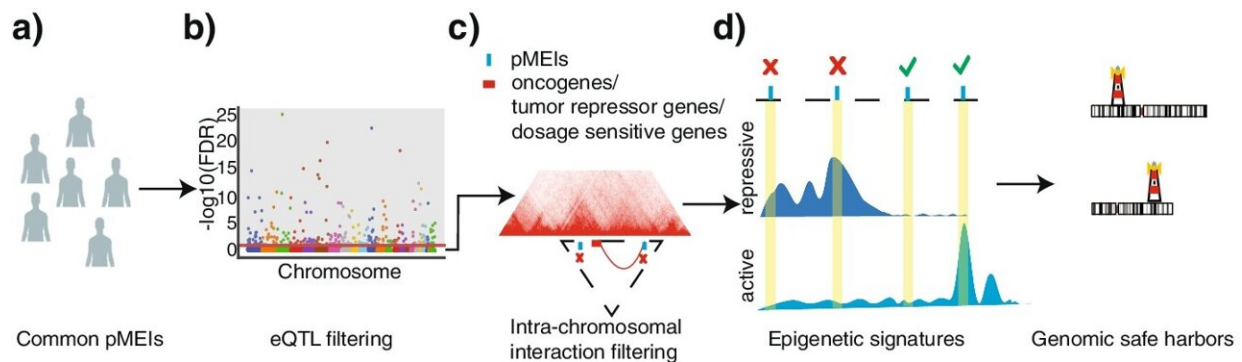 a)
b)
c)
d)
pMEIs
oncogenes/
tumor repressor genes/
dosage sensitive genes
-log10(FDR)
25
20
15
10
5
0
Chromosome
repressive
active
Common pMEIs
eQTL filtering
Intra-chromosomal
interaction filtering
Epigenetic signatures
Genomic safe harbors